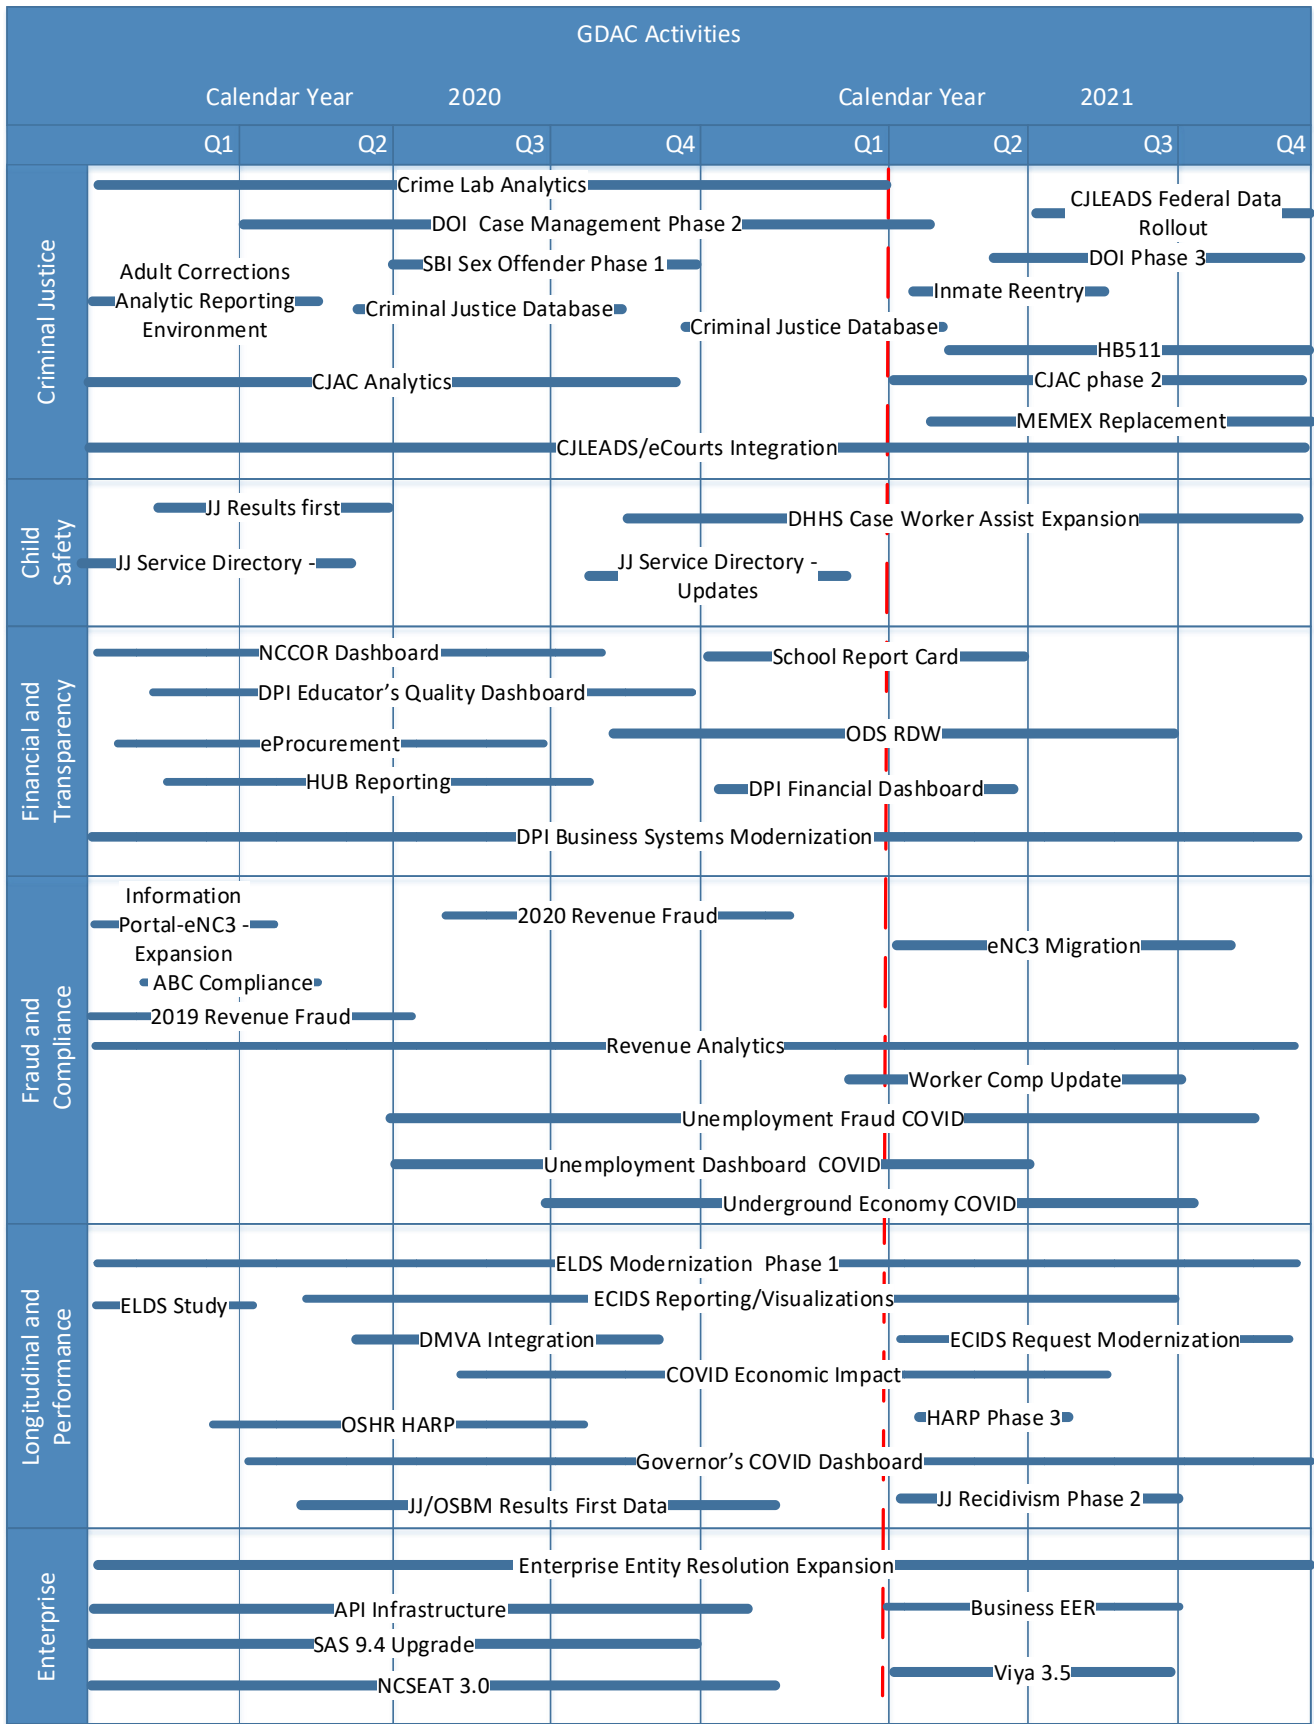 GDAC Activities
Calendar Year 2020 Calendar Year 2021
Q1 Q2 Q3 Q4 Q1 Q2 Q3 Q4
Criminal Justice
Crime Lab Analytics
CJLEADS Federal Data
Rollout
DOI Case Management Phase 2
DOI Phase 3
SBI Sex Offender Phase 1
Adult Corrections
Analytic Reporting
Environment
Inmate Reentry
Criminal Justice Database
Criminal Justice Database
HB511
CJAC Analytics
CJAC phase 2
MEMEX Replacement
CJLEADS/eCourts Integration
Child
Safety
JJ Results first
DHHS Case Worker Assist Expansion
JJ Service Directory -
JJ Service Directory -
Updates
Financial and
Transparency
NCCOR Dashboard
School Report Card
DPI Educator’s Quality Dashboard
ODS RDW
eProcurement
HUB Reporting
DPI Financial Dashboard
DPI Business Systems Modernization
Fraud and
Compliance
Information
Portal-eNC3 -
Expansion
2020 Revenue Fraud
eNC3 Migration
ABC Compliance
2019 Revenue Fraud
Revenue Analytics
Worker Comp Update
Unemployment Fraud COVID
Unemployment Dashboard COVID
Underground Economy COVID
Longitudinal and
Performance
ELDS Modernization Phase 1
ELDS Study
ECIDS Reporting/Visualizations
DMVA Integration
ECIDS Request Modernization
COVID Economic Impact
OSHR HARP
HARP Phase 3
Governor’s COVID Dashboard
JJ/OSBM Results First Data
JJ Recidivism Phase 2
Enterprise
Enterprise Entity Resolution Expansion
API Infrastructure
Business EER
SAS 9.4 Upgrade
NCSEAT 3.0
Viya 3.5